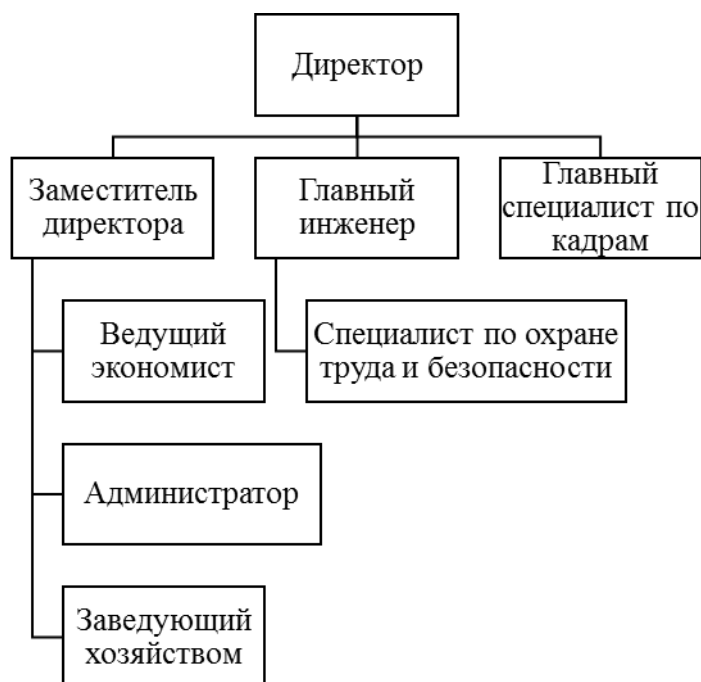 Директор
Заместитель
директора
Главный
инженер
Главный
специалист по
кадрам
Ведущий
экономист
Специалист по охране
труда и безопасности
Администратор
Заведующий
хозяйством